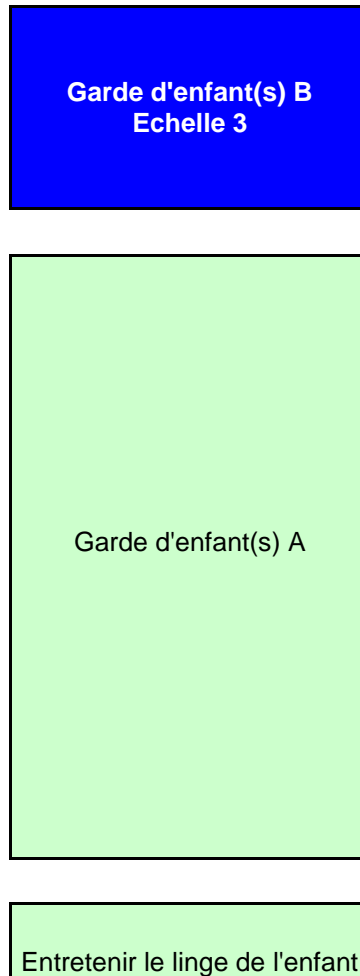 Garde d'enfant(s) B
Echelle 3
Garde d'enfant(s) A
Entretenir le linge de l'enfant